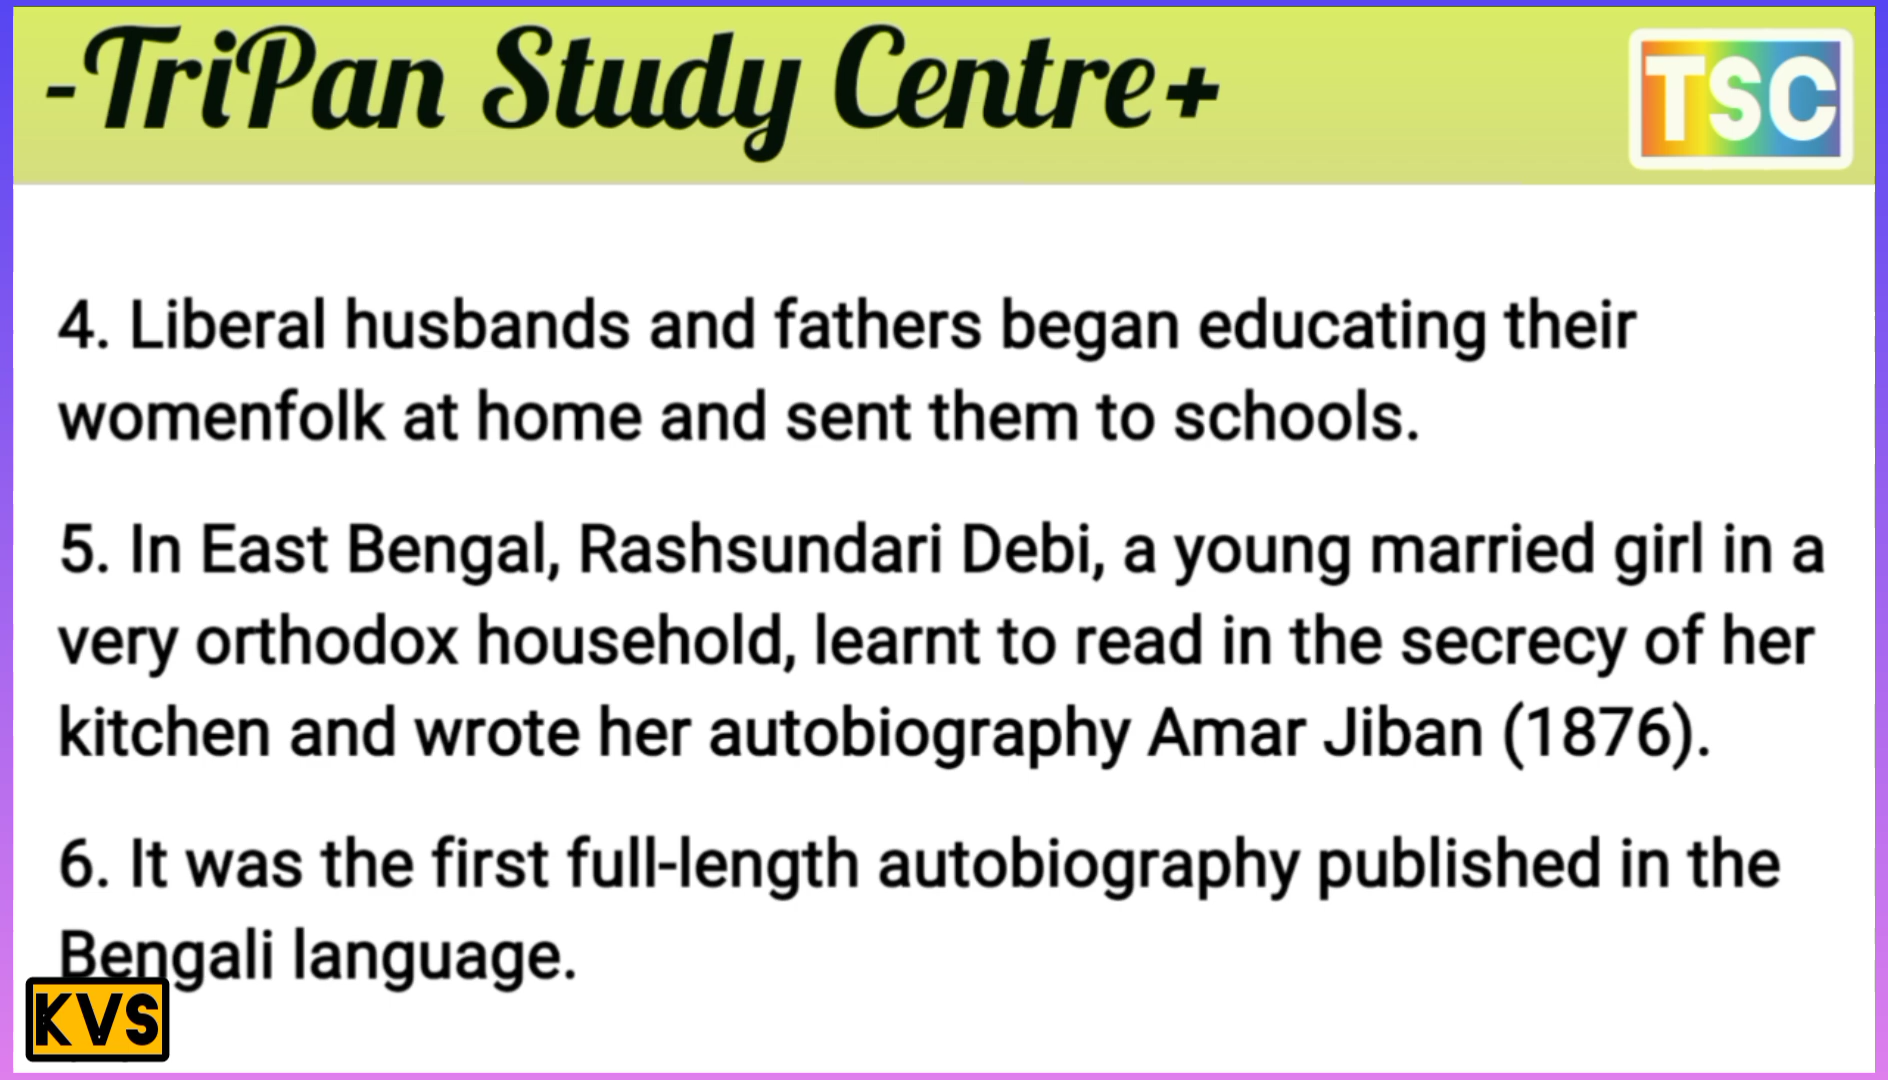 -TriPan Study Centre+
TSC
4. Liberal husbands and fathers began educating their
womenfolk at home and sent them to schools.
5. In East Bengal, Rashsundari Debi, a young married girl in a
very orthodox household, learnt to read in the secrecy of her
kitchen and wrote her autobiography Amar Jiban (1876).
6. It was the first full-length autobiography published in the
Bengali language.
KVS